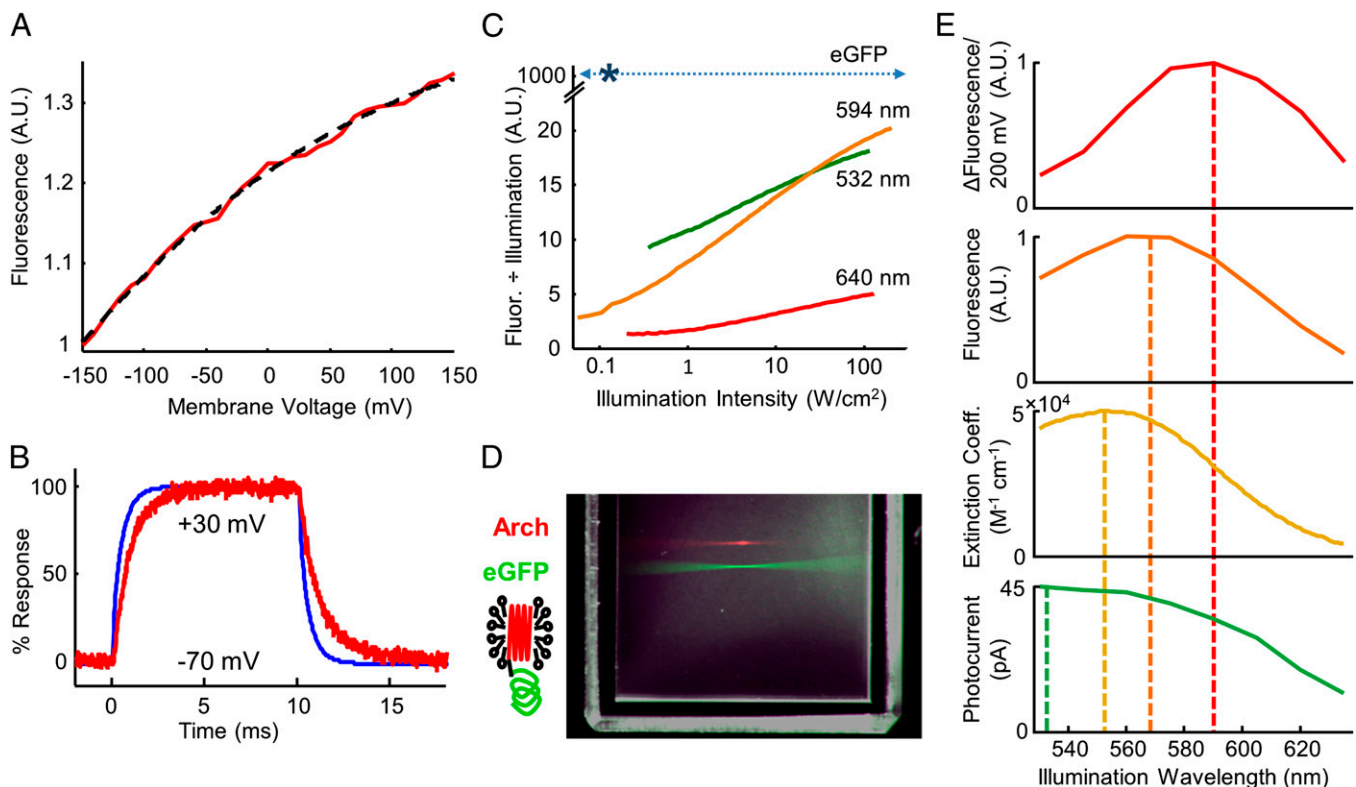 A
Fluorescence (A.U.)
1.3
1.2
1.1
1
-150
-100
-50
0
50
100
150
Membrane Voltage (mV)
B
% Response
100
50
0
+30 mV
-70 mV
0
5
10
15
Time (ms)
C
Fluor. ÷ Illumination (A.U.)
1000
20
15
10
5
0
eGFP
*
594 nm
532 nm
640 nm
0.1
1
10
100
Illumination Intensity (W/cm²)
D
Arch
eGFP
E
ΔFluorescence/
200 mV (A.U.)
1
0
Fluorescence
(A.U.)
1
0
Extinction Coeff.
(M⁻¹ cm⁻¹)
5×10⁴
0
Photocurrent
(pA)
45
0
540
560
580
600
620
Illumination Wavelength (nm)